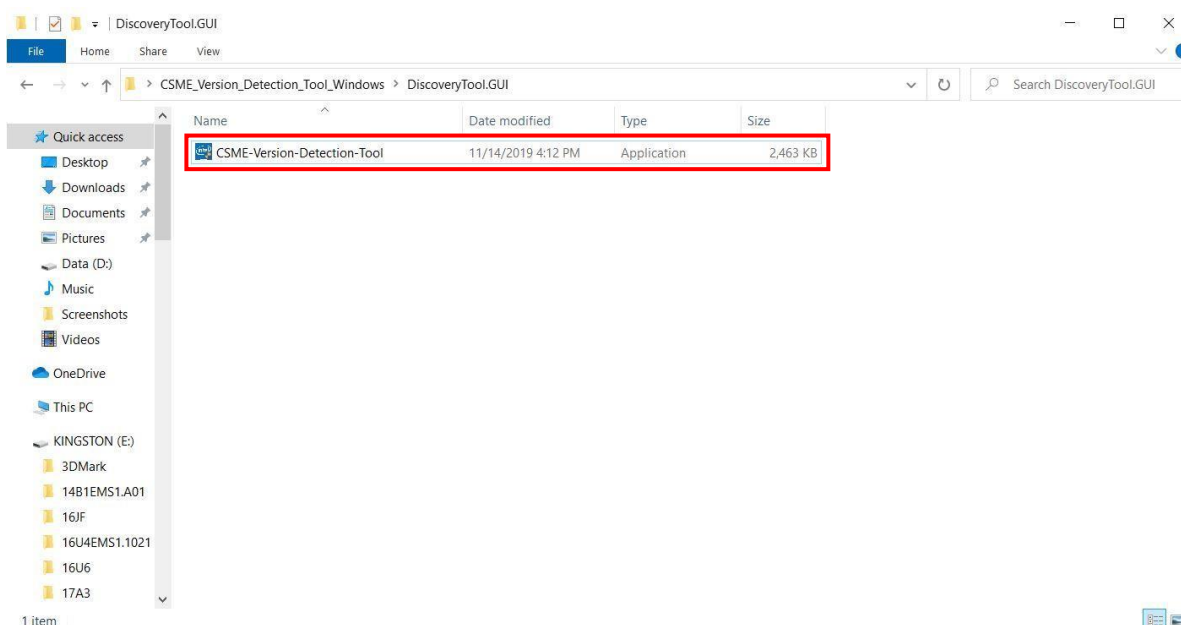 DiscoveryTool.GUI
File Home Share View
CSME_Version_Detection_Tool_Windows > DiscoveryTool.GUI
Search DiscoveryTool.GUI
Name Date modified Type Size
CSME-Version-Detection-Tool 11/14/2019 4:12 PM Application 2,463 KB
Quick access
Desktop
Downloads
Documents
Pictures
Data (D:)
Music
Screenshots
Videos
OneDrive
This PC
KINGSTON (E:)
3DMark
14B1EMS1.A01
16JF
16U4EMS1.1021
16U6
17A3
1 item